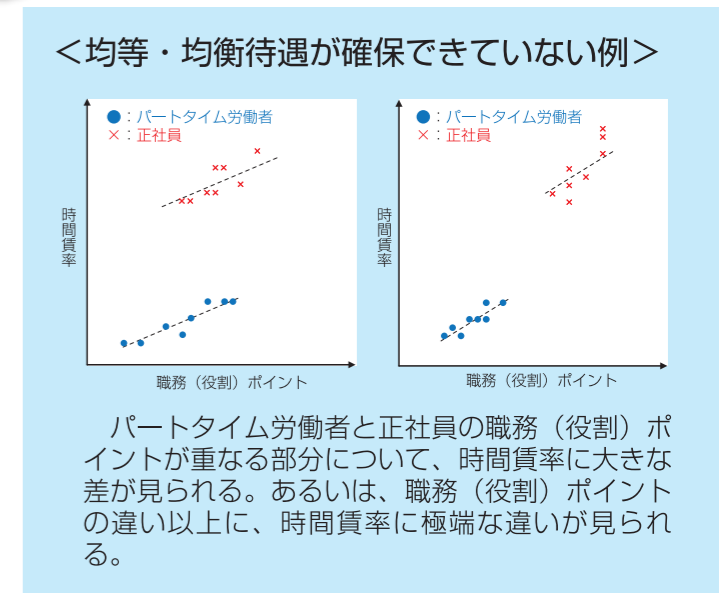 ＜均等・均衡待遇が確保できていない例＞
●：パートタイム労働者
×：正社員
時間賃率
職務（役割）ポイント
●：パートタイム労働者
×：正社員
時間賃率
職務（役割）ポイント
パートタイム労働者と正社員の職務（役割）ポ
イントが重なる部分について、時間賃率に大きな
差が見られる。あるいは、職務（役割）ポイント
の違い以上に、時間賃率に極端な違いが見られ
る。